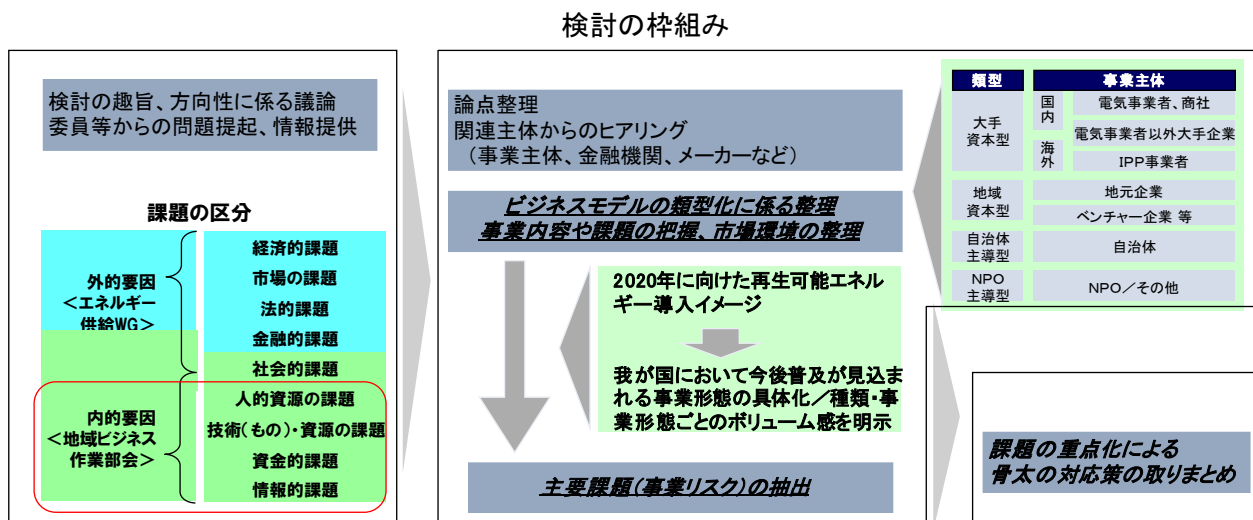 検討の枠組み
検討の趣旨、方向性に係る議論
委員等からの問題提起、情報提供
課題の区分
外的要因
＜エネルギー
供給WG＞
経済的課題
市場の課題
法的課題
金融的課題
社会的課題
内的要因
＜地域ビジネス
作業部会＞
人的資源の課題
技術(もの)・資源の課題
資金的課題
情報的課題
論点整理
関連主体からのヒアリング
（事業主体、金融機関、メーカーなど）
ビジネスモデルの類型化に係る整理
事業内容や課題の把握、市場環境の整理
2020年に向けた再生可能エネル
ギー導入イメージ
我が国において今後普及が見込ま
れる事業形態の具体化／種類・事
業形態ごとのボリューム感を明示
主要課題(事業リスク)の抽出
類型
事業主体
大手
資本型
国
内
電気事業者、商社
電気事業者以外大手企業
海
外
IPP事業者
地域
資本型
地元企業
ベンチャー企業 等
自治体
主導型
自治体
NPO
主導型
NPO／その他
課題の重点化による
骨太の対応策の取りまとめ